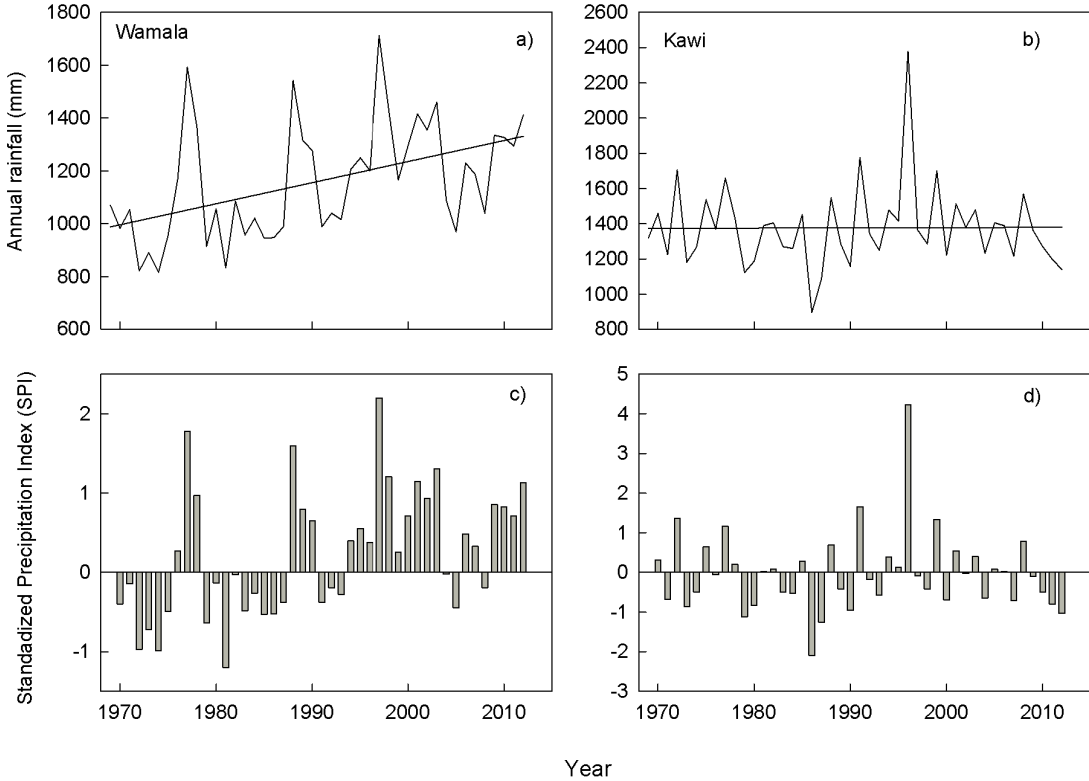 Wamala
a)
Annual rainfall (mm)
1800
1600
1400
1200
1000
800
600
Kawi
b)
2600
2400
2200
2000
1800
1600
1400
1200
1000
800
c)
Standadized Precipitation Index (SPI)
2
1
0
-1
1970 1980 1990 2000 2010
d)
5
4
3
2
1
0
-1
-2
-3
1970 1980 1990 2000 2010
Year